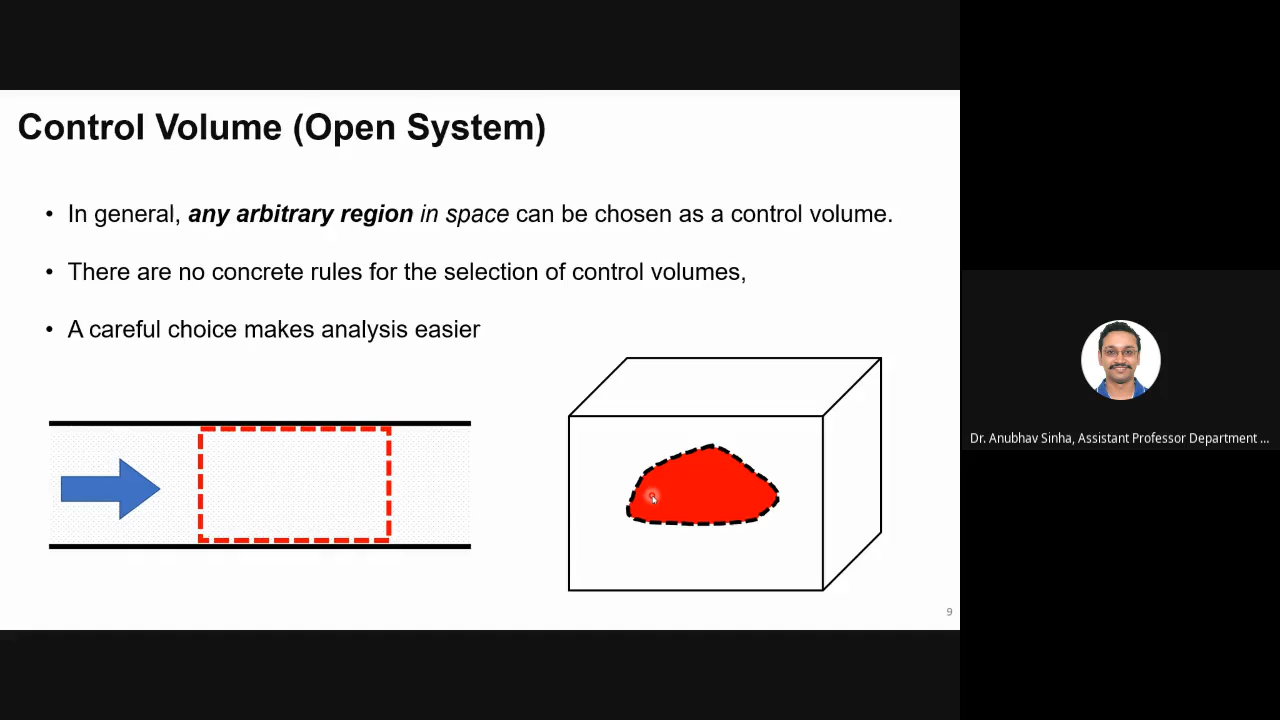 Control Volume (Open System)
• In general, any arbitrary region in space can be chosen as a control volume.
• There are no concrete rules for the selection of control volumes,
• A careful choice makes analysis easier
9
Dr. Anubhav Sinha, Assistant Professor Department ...